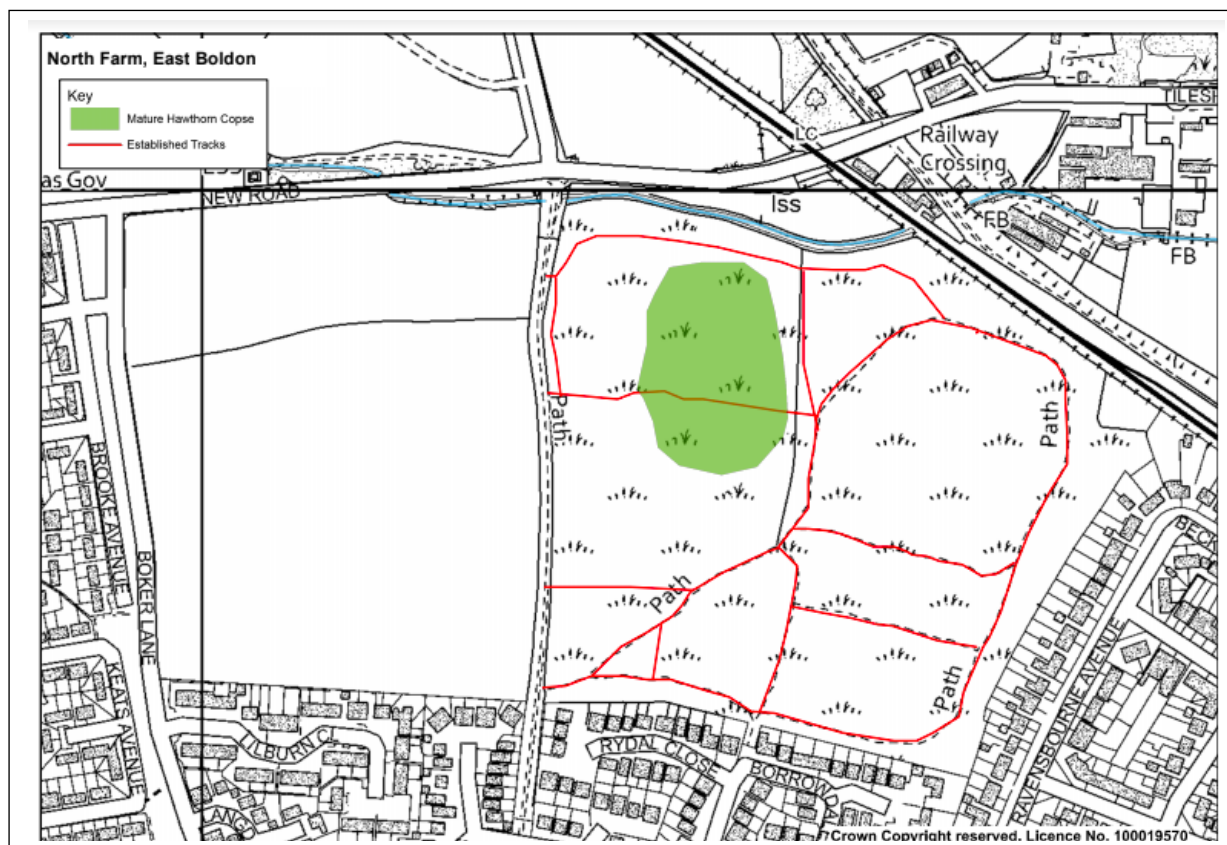 North Farm, East Boldon
Key
Mature Hawthorn Copse
Established Tracks
TILESH
LC
Railway
Crossing
as Gov
NEW ROAD
Iss
FB
FB
Path
Path
BROOKE AVENUE
BOKER LANE
Path
BECK
KEATS AVENUE
Path
RAVENSBOURNE AVENUE
RYDAL CLOSE
BORROWDA
Crown Copyright reserved. Licence No. 100019570